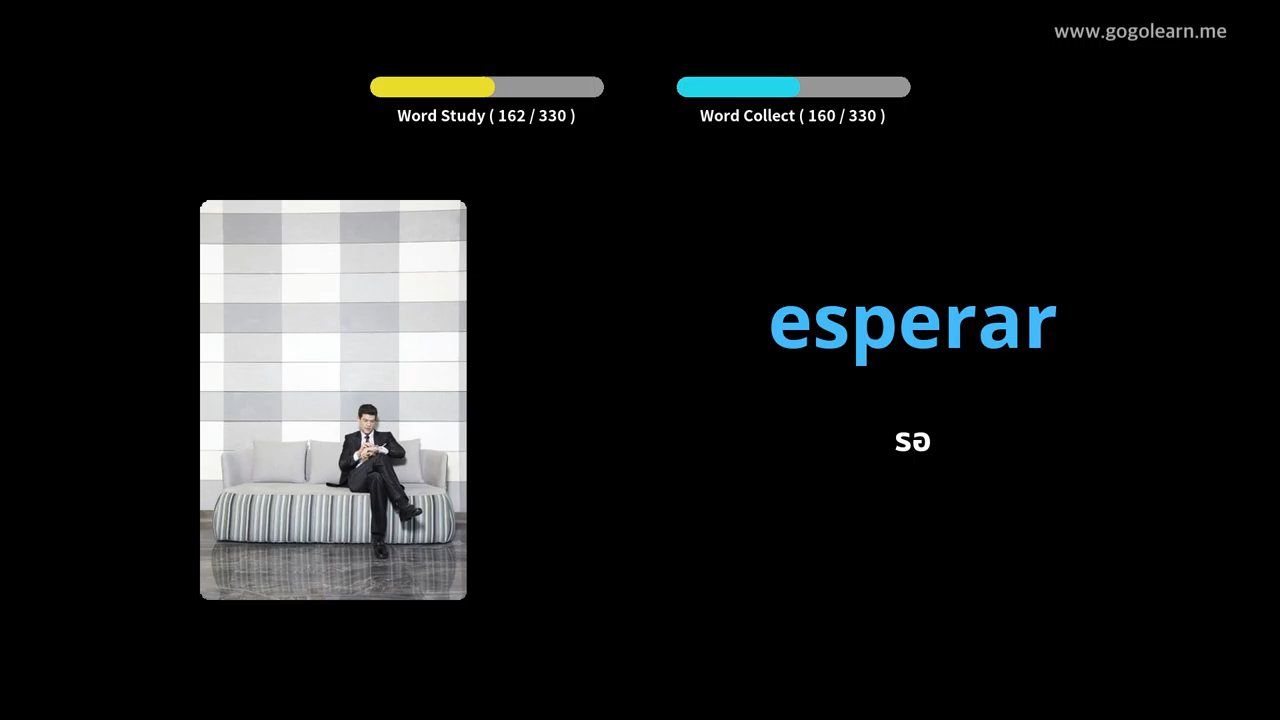 www.gogolearn.me
Word Study ( 162 / 330 )
Word Collect ( 160 / 330 )
esperar
รอ